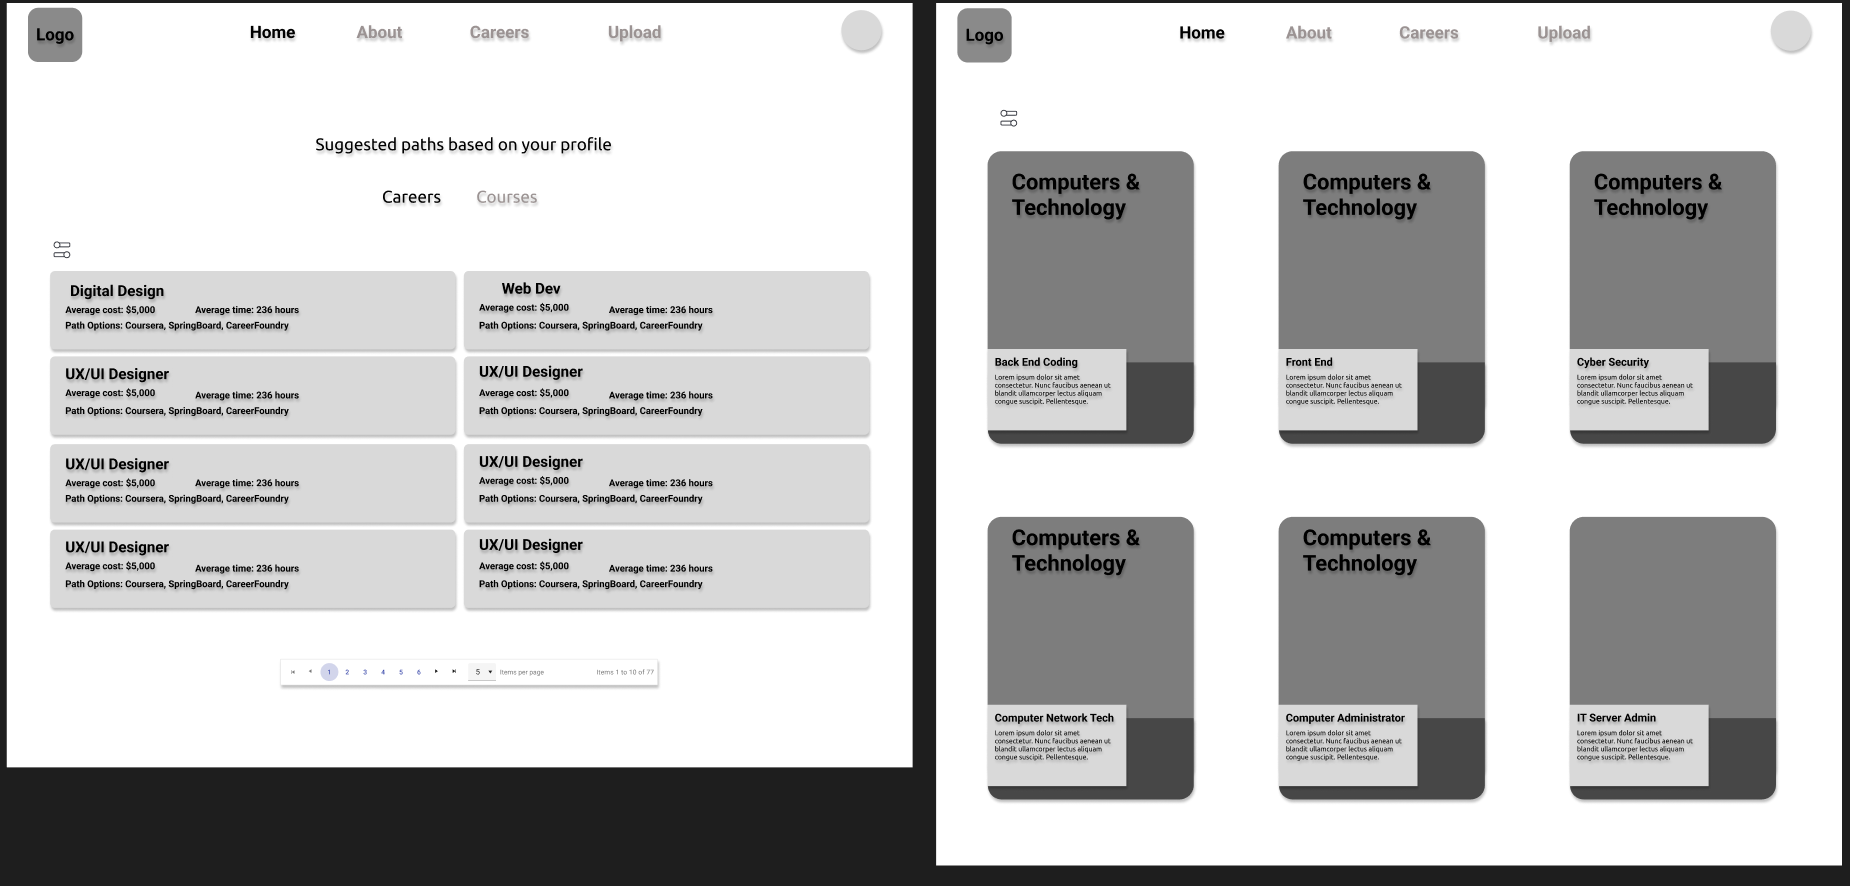 Logo
Home About Careers Upload
Suggested paths based on your profile
Careers Courses
Digital Design
Average cost: $5,000 Average time: 236 hours
Path Options: Coursera, SpringBoard, CareerFoundry
Web Dev
Average cost: $5,000 Average time: 236 hours
Path Options: Coursera, SpringBoard, CareerFoundry
UX/UI Designer
Average cost: $5,000 Average time: 236 hours
Path Options: Coursera, SpringBoard, CareerFoundry
UX/UI Designer
Average cost: $5,000 Average time: 236 hours
Path Options: Coursera, SpringBoard, CareerFoundry
UX/UI Designer
Average cost: $5,000 Average time: 236 hours
Path Options: Coursera, SpringBoard, CareerFoundry
UX/UI Designer
Average cost: $5,000 Average time: 236 hours
Path Options: Coursera, SpringBoard, CareerFoundry
UX/UI Designer
Average cost: $5,000 Average time: 236 hours
Path Options: Coursera, SpringBoard, CareerFoundry
UX/UI Designer
Average cost: $5,000 Average time: 236 hours
Path Options: Coursera, SpringBoard, CareerFoundry
1 2 3 4 5 6 5 Items per page Items 1 to 10 of 77
Logo
Home About Careers Upload
Computers &
Technology
Back End Coding
Lorem ipsum dolor sit amet
consectetur. Nunc faucibus aenean ut
blandit ullamcorper lectus aliquam
congue suscipit. Pellentesque.
Computers &
Technology
Front End
Lorem ipsum dolor sit amet
consectetur. Nunc faucibus aenean ut
blandit ullamcorper lectus aliquam
congue suscipit. Pellentesque.
Computers &
Technology
Cyber Security
Lorem ipsum dolor sit amet
consectetur. Nunc faucibus aenean ut
blandit ullamcorper lectus aliquam
congue suscipit. Pellentesque.
Computers &
Technology
Computer Network Tech
Lorem ipsum dolor sit amet
consectetur. Nunc faucibus aenean ut
blandit ullamcorper lectus aliquam
congue suscipit. Pellentesque.
Computers &
Technology
Computer Administrator
Lorem ipsum dolor sit amet
consectetur. Nunc faucibus aenean ut
blandit ullamcorper lectus aliquam
congue suscipit. Pellentesque.
IT Server Admin
Lorem ipsum dolor sit amet
consectetur. Nunc faucibus aenean ut
blandit ullamcorper lectus aliquam
congue suscipit. Pellentesque.